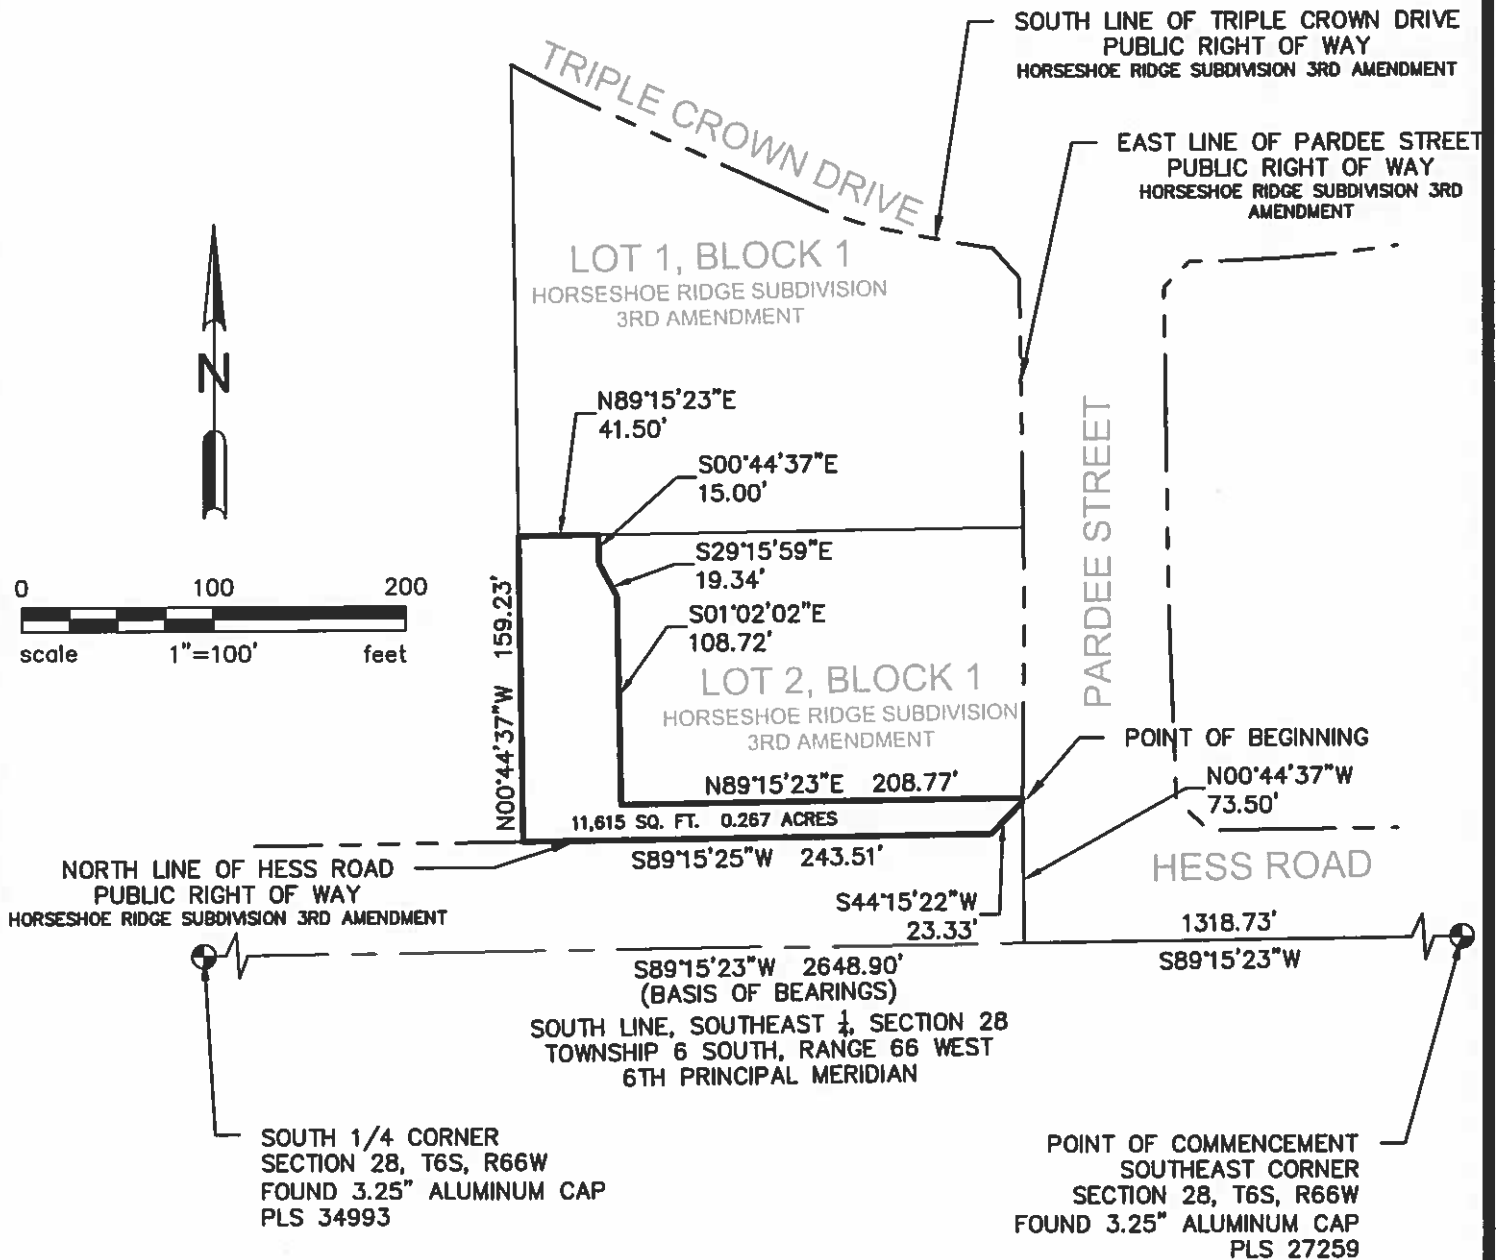 SOUTH LINE OF TRIPLE CROWN DRIVE
PUBLIC RIGHT OF WAY
HORSESHOE RIDGE SUBDIVISION 3RD AMENDMENT
TRIPLE CROWN DRIVE
EAST LINE OF PARDEE STREET
PUBLIC RIGHT OF WAY
HORSESHOE RIDGE SUBDIVISION 3RD
AMENDMENT
LOT 1, BLOCK 1
HORSESHOE RIDGE SUBDIVISION
3RD AMENDMENT
N
N89°15'23"E
41.50'
S00°44'37"E
15.00'
S29°15'59"E
19.34'
S01°02'02"E
108.72'
0 100 200
scale 1"=100' feet
N00°44'37"W 159.23'
PARDEE STREET
LOT 2, BLOCK 1
HORSESHOE RIDGE SUBDIVISION
3RD AMENDMENT
POINT OF BEGINNING
N00°44'37"W
73.50'
N89°15'23"E 208.77'
11,615 SQ. FT. 0.267 ACRES
S89°15'25"W 243.51'
NORTH LINE OF HESS ROAD
PUBLIC RIGHT OF WAY
HORSESHOE RIDGE SUBDIVISION 3RD AMENDMENT
HESS ROAD
S44°15'22"W
23.33'
1318.73'
S89°15'23"W
S89°15'23"W 2648.90'
(BASIS OF BEARINGS)
SOUTH LINE, SOUTHEAST ¼, SECTION 28
TOWNSHIP 6 SOUTH, RANGE 66 WEST
6TH PRINCIPAL MERIDIAN
SOUTH 1/4 CORNER
SECTION 28, T6S, R66W
FOUND 3.25" ALUMINUM CAP
PLS 34993
POINT OF COMMENCEMENT
SOUTHEAST CORNER
SECTION 28, T6S, R66W
FOUND 3.25" ALUMINUM CAP
PLS 27259